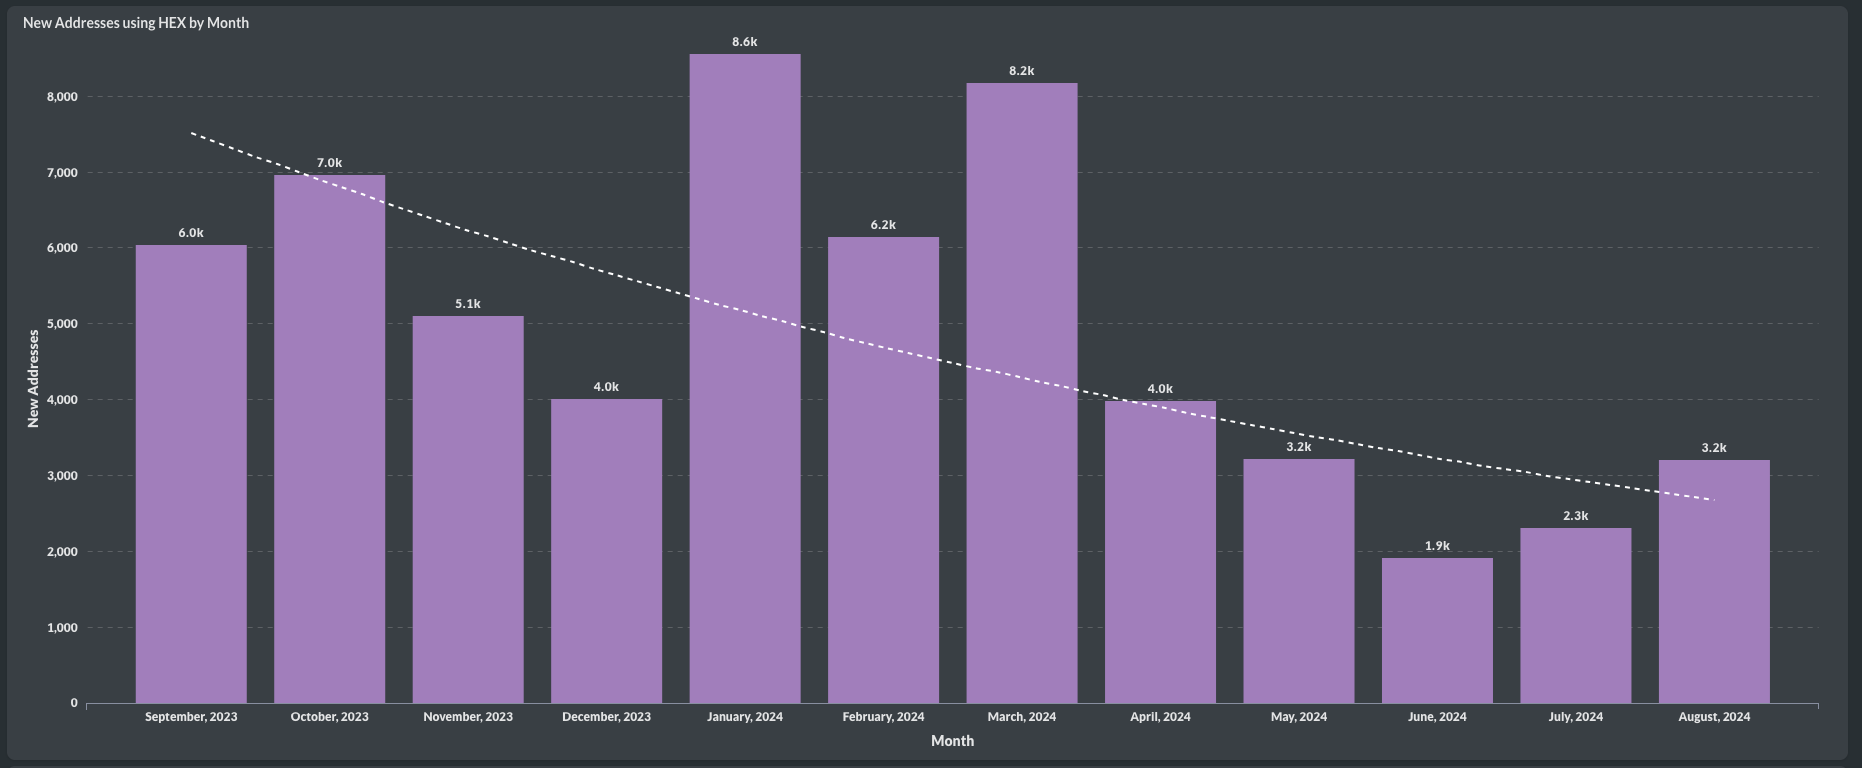 New Addresses using HEX by Month
New Addresses
8,000
7,000
6,000
5,000
4,000
3,000
2,000
1,000
0
6.0k
7.0k
5.1k
4.0k
8.6k
6.2k
8.2k
4.0k
3.2k
1.9k
2.3k
3.2k
September, 2023
October, 2023
November, 2023
December, 2023
January, 2024
February, 2024
March, 2024
April, 2024
May, 2024
June, 2024
July, 2024
August, 2024
Month